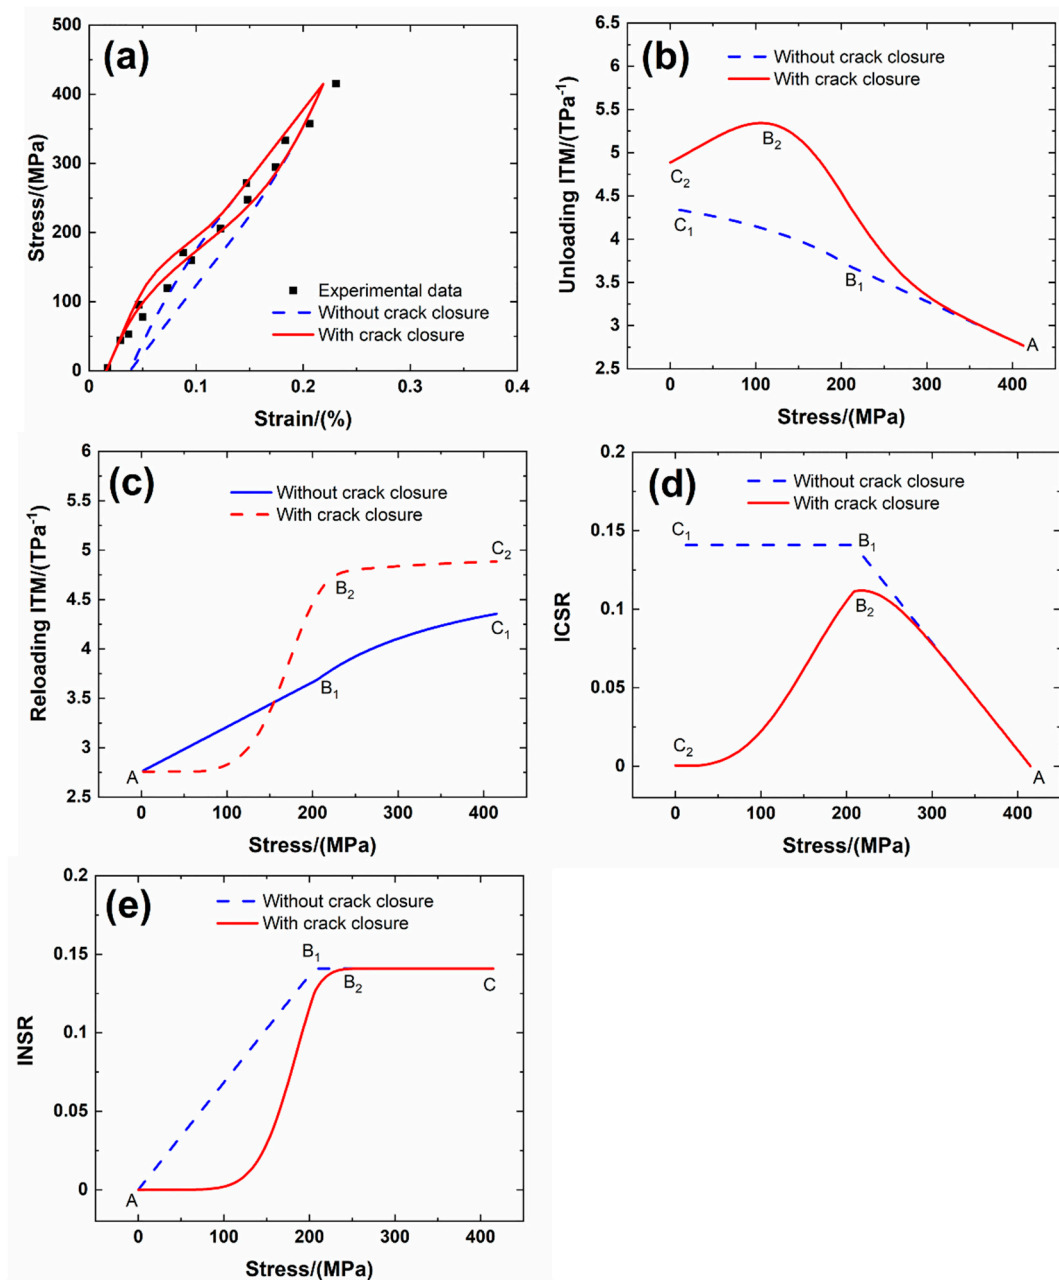 (a)
500
400
300
200
100
0
Stress/(MPa)
Experimental data
Without crack closure
With crack closure
0
0.1
0.2
0.3
0.4
Strain/(%)
(b)
6.5
6
5.5
5
4.5
4
3.5
3
2.5
Unloading ITM/(TPa⁻¹)
Without crack closure
With crack closure
B₂
C₂
C₁
B₁
A
0
100
200
300
400
Stress/(MPa)
(c)
6
5.5
5
4.5
4
3.5
3
2.5
Reloading ITM/(TPa⁻¹)
Without crack closure
With crack closure
C₂
B₂
C₁
B₁
A
0
100
200
300
400
Stress/(MPa)
(d)
0.2
0.15
0.1
0.05
0
ICSR
Without crack closure
With crack closure
C₁
B₁
B₂
C₂
A
0
100
200
300
400
Stress/(MPa)
(e)
0.2
0.15
0.1
0.05
0
INSR
Without crack closure
With crack closure
B₁
B₂
C
A
0
100
200
300
400
Stress/(MPa)